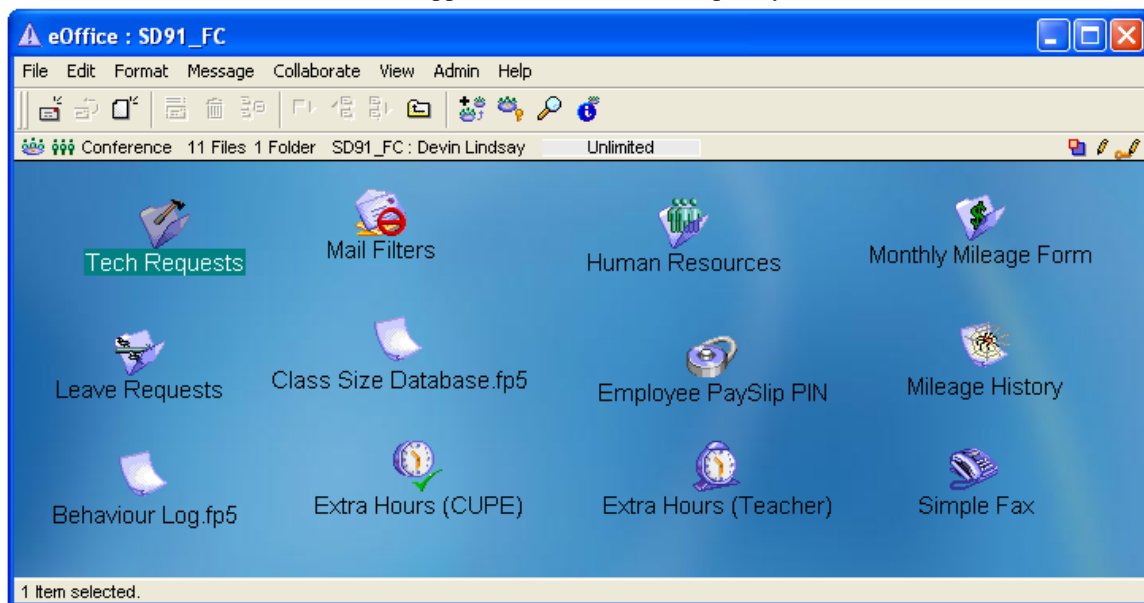 eOffice : SD91_FC
File Edit Format Message Collaborate View Admin Help
Conference 11 Files 1 Folder SD91_FC : Devin Lindsay Unlimited
Tech Requests Mail Filters Human Resources Monthly Mileage Form
Leave Requests Class Size Database.fp5 Employee PaySlip PIN Mileage History
Behaviour Log.fp5 Extra Hours (CUPE) Extra Hours (Teacher) Simple Fax
1 Item selected.